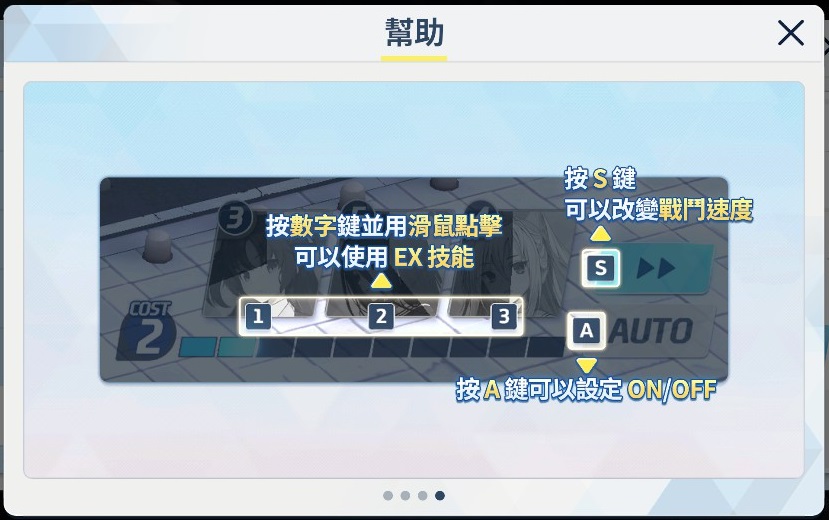 幫助
按 S 鍵
可以改變戰鬥速度
按數字鍵並用滑鼠點擊
可以使用 EX 技能
3
S
COST
2
1
2
3
A
AUTO
按 A 鍵可以設定 ON/OFF